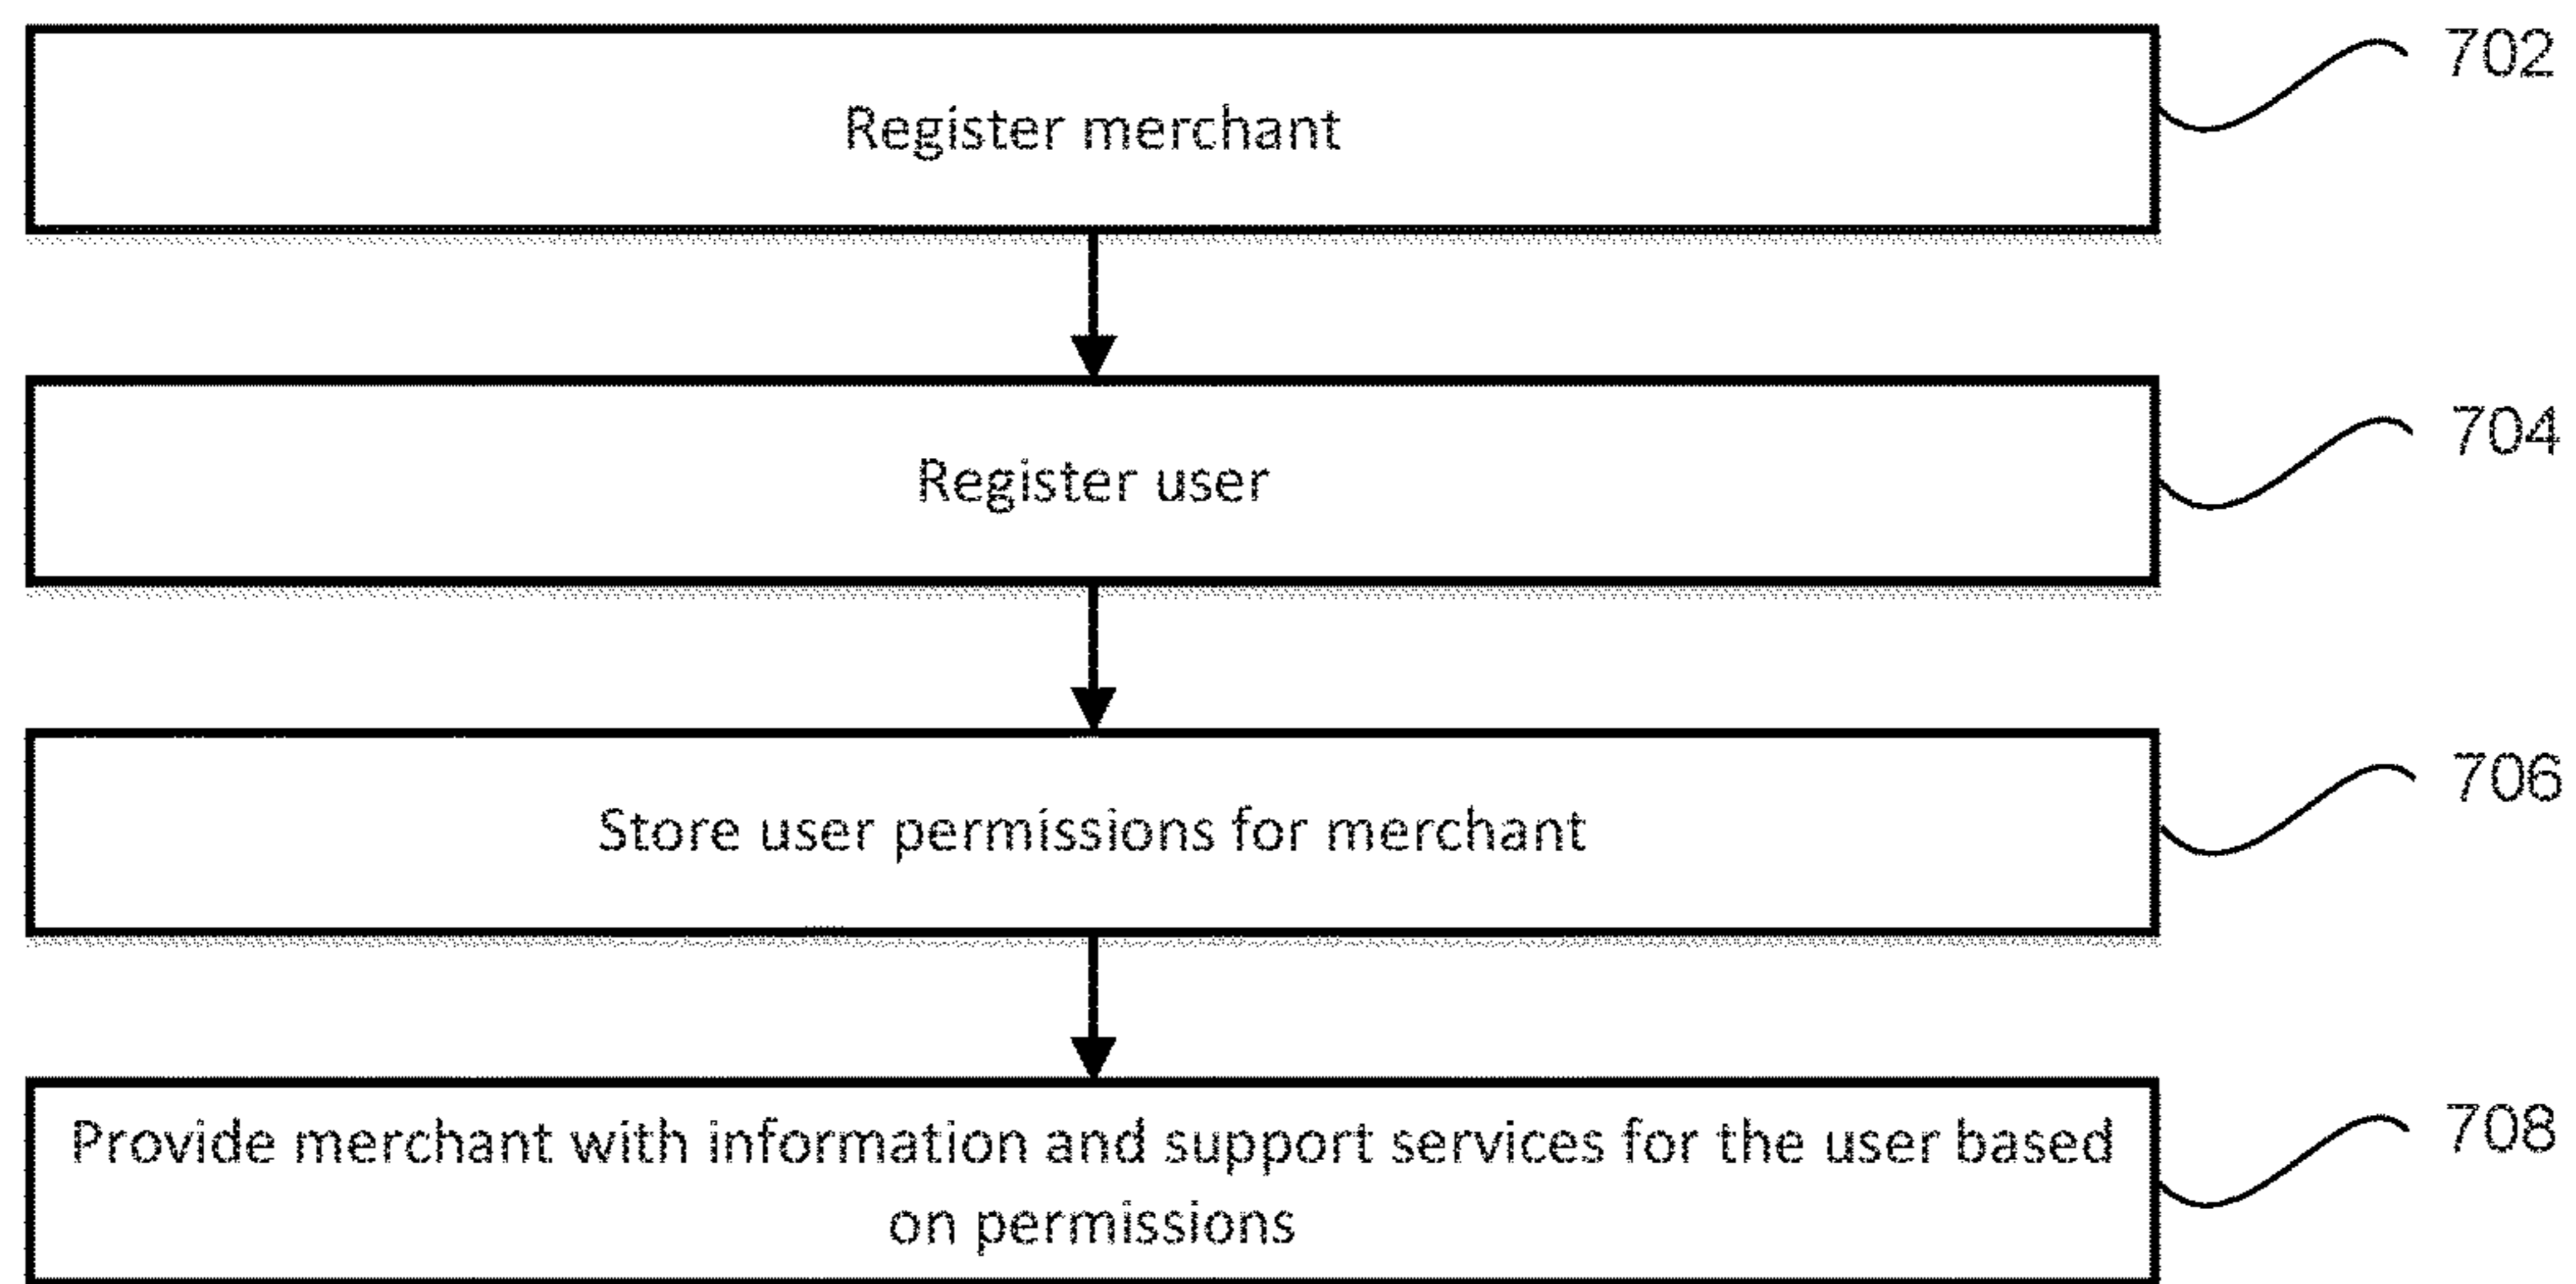 Register merchant
702
Register user
704
Store user permissions for merchant
706
Provide merchant with information and support services for the user based
on permissions
708